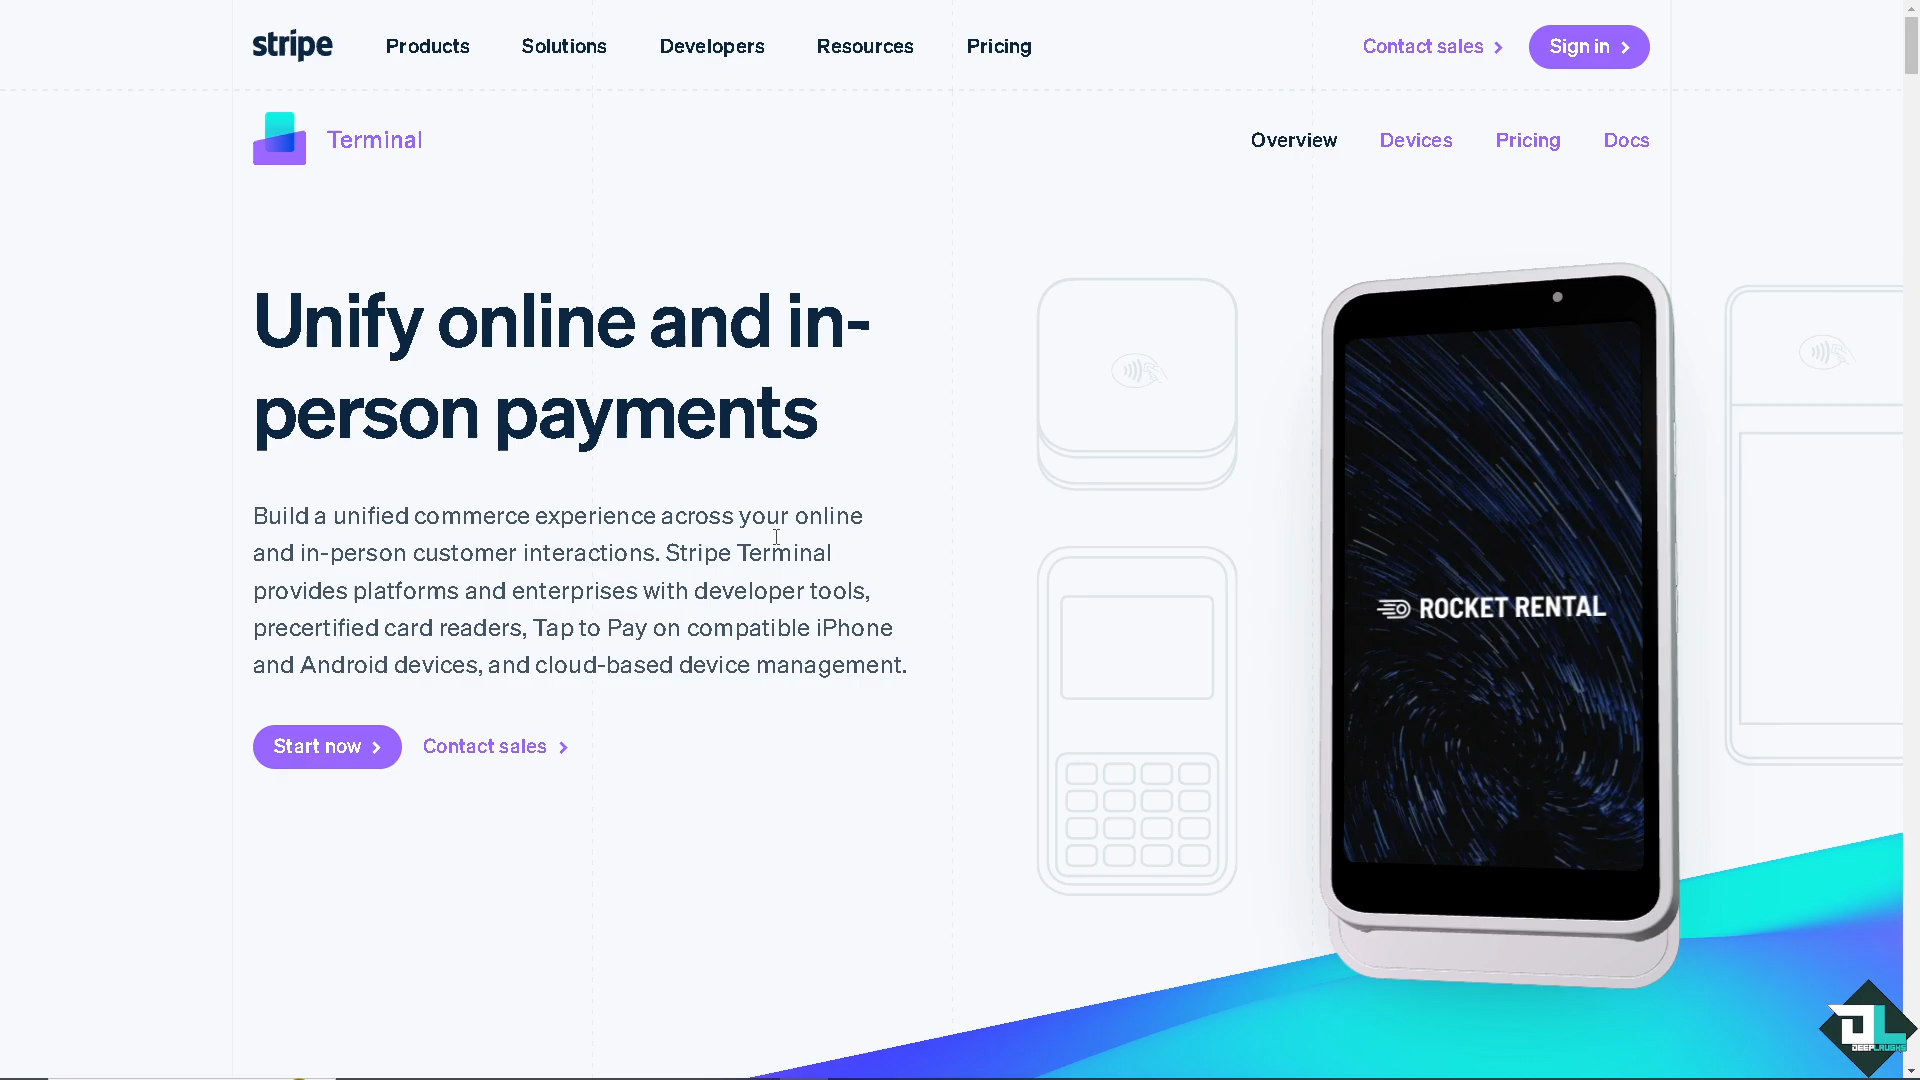 stripe Products Solutions Developers Resources Pricing Contact sales Sign in
Terminal Overview Devices Pricing Docs
Unify online and in-
person payments
Build a unified commerce experience across your online
and in-person customer interactions. Stripe Terminal
provides platforms and enterprises with developer tools,
precertified card readers, Tap to Pay on compatible iPhone
and Android devices, and cloud-based device management.
Start now Contact sales
ROCKET RENTAL
DL
DEEPLAUGHS